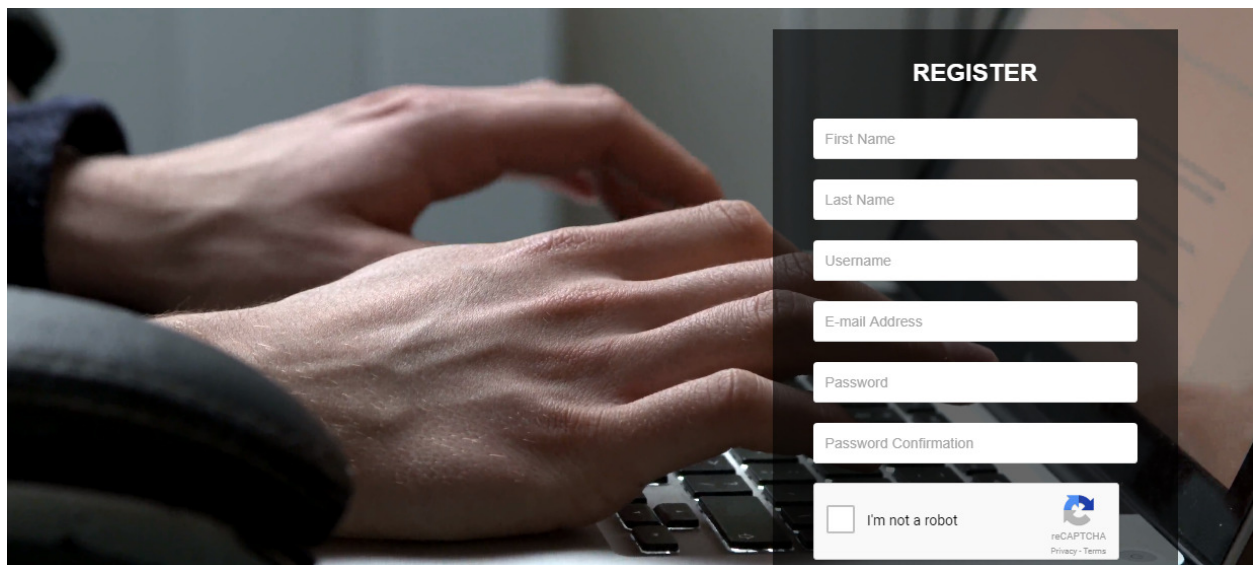 REGISTER
First Name
Last Name
Username
E-mail Address
Password
Password Confirmation
I'm not a robot
reCAPTCHA
Privacy - Terms